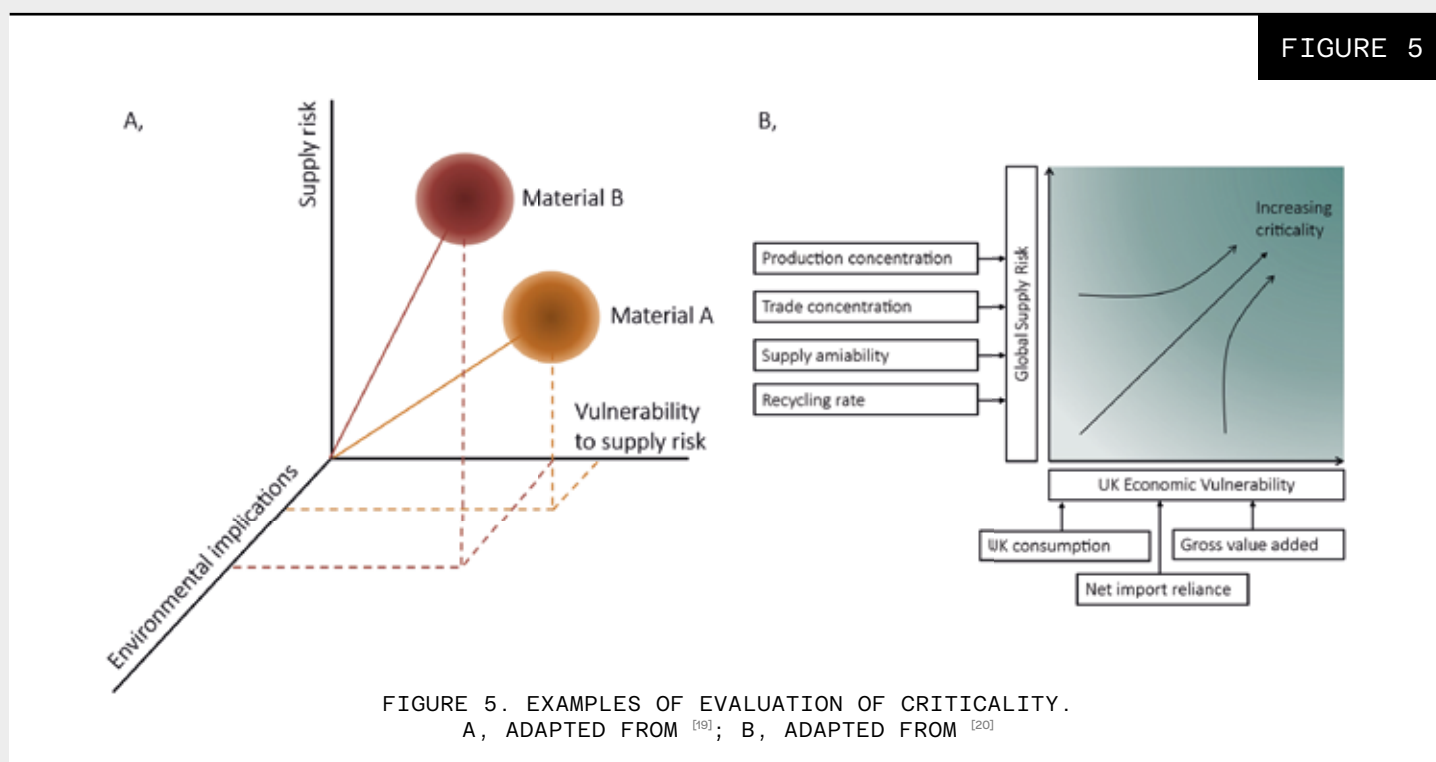 FIGURE 5
A,
Supply risk
Material B
Material A
Vulnerability
to supply risk
Environmental implications
B,
Production concentration
Trade concentration
Supply amiability
Recycling rate
Global Supply Risk
Increasing
criticality
UK Economic Vulnerability
UK consumption
Gross value added
Net import reliance
FIGURE 5. EXAMPLES OF EVALUATION OF CRITICALITY.
A, ADAPTED FROM [19]; B, ADAPTED FROM [20]